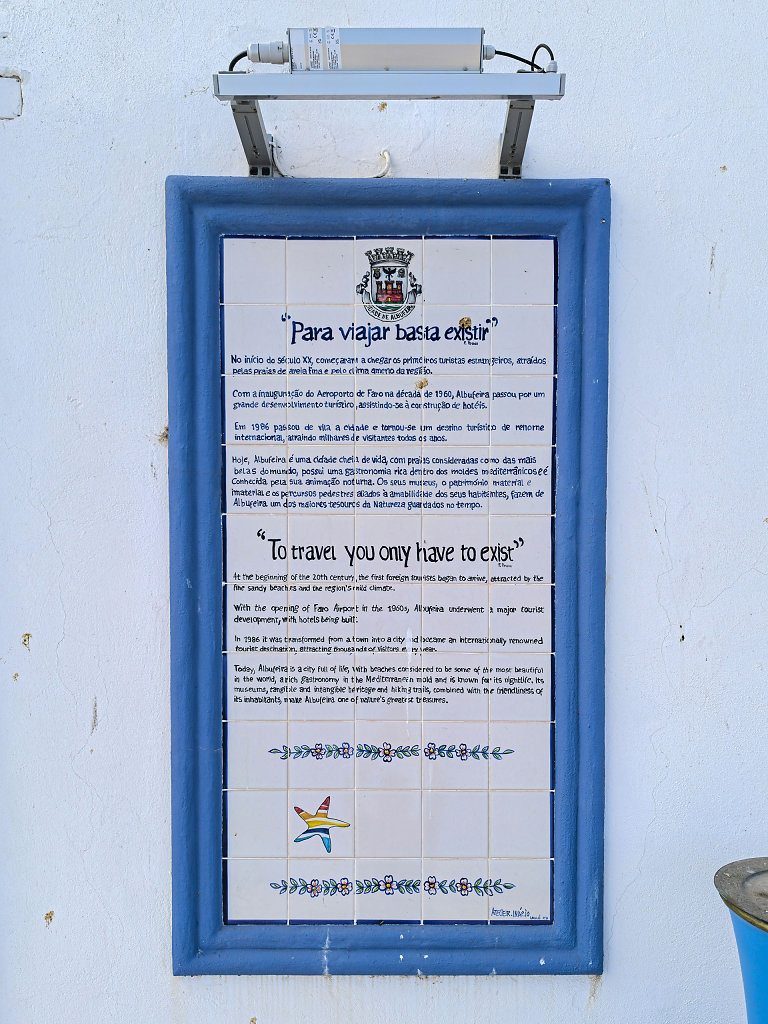 CIDADE DE ALBUFEIRA
"Para viajar basta existir"
F. Pessoa
No início do século XX, começaram a chegar os primeiros turistas estrangeiros, atraídos
pelas praias de areia fina e pelo clima ameno da região.
Com a inauguração do Aeroporto de Faro na década de 1960, Albufeira passou por um
grande desenvolvimento turístico, assistindo-se à construção de hotéis.
Em 1986 passou de vila a cidade e tornou-se um destino turístico de renome
internacional, atraindo milhares de visitantes todos os anos.
Hoje, Albufeira é uma cidade cheia de vida, com praias consideradas como das mais
belas do mundo, possui uma gastronomia rica dentro dos moldes mediterrânicos e é
Conhecida pela sua animação noturna. Os seus museus, o património material e
imaterial e os percursos pedestres aliados à amabilidade dos seus habitantes, fazem de
Albufeira um dos maiores tesouros da Natureza guardados no tempo.
"To travel you only have to exist"
F. Pessoa
At the beginning of the 20th century, the first foreign tourists began to arrive, attracted by the
fine sandy beaches and the region's mild climate.
With the opening of Faro Airport in the 1960s, Albufeira underwent a major tourist
development, with hotels being built.
In 1986 it was transformed from a town into a city and became an internationally renowned
tourist destination, attracting thousands of visitors every year.
Today, Albufeira is a city full of life, with beaches considered to be some of the most beautiful
in the world, a rich gastronomy in the Mediterranean mold and is known for its nightlife. Its
museums, tangible and intangible heritage and hiking trails, combined with the friendliness of
its inhabitants, make Albufeira one of nature's greatest treasures.
ATELIER.INÁCIO